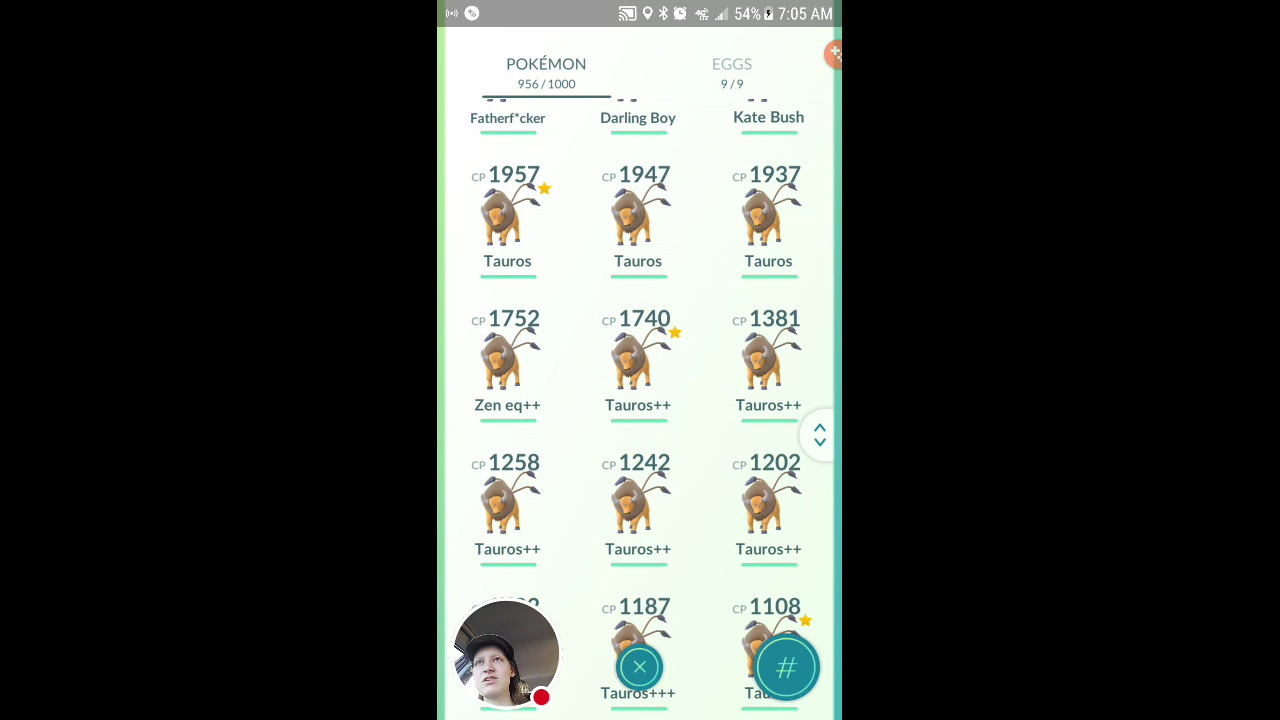 4G 54% 7:05 AM
POKÉMON EGGS
956 / 1000 9 / 9
Fatherf*cker Darling Boy Kate Bush
CP 1957 CP 1947 CP 1937
Tauros Tauros Tauros
CP 1752 CP 1740 CP 1381
Zen eq++ Tauros++ Tauros++
CP 1258 CP 1242 CP 1202
Tauros++ Tauros++ Tauros++
CP 1187 CP 1108
#
Tauros+++